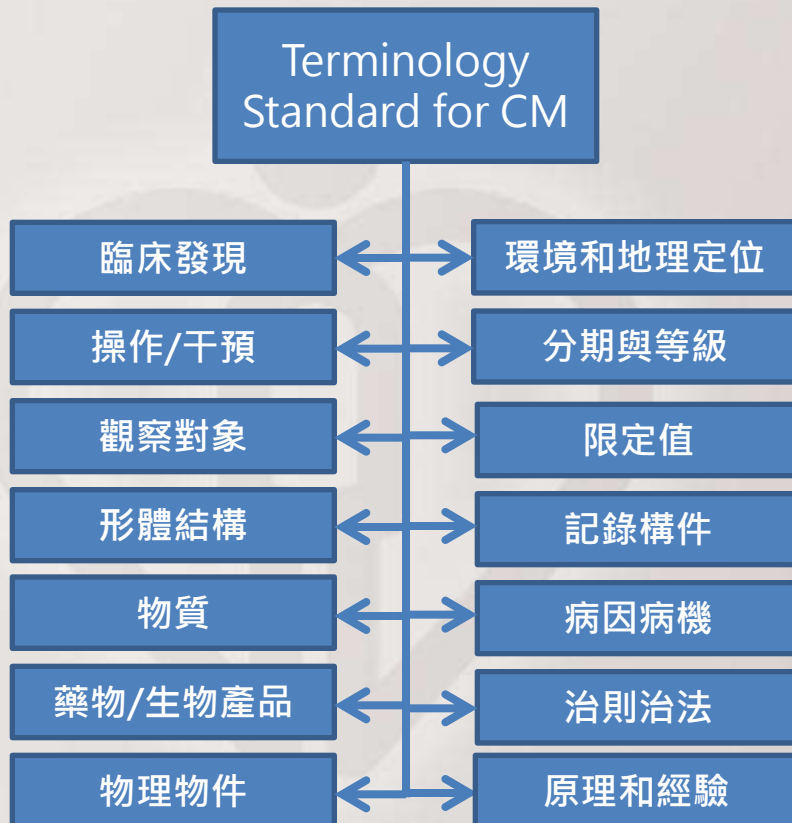 Terminology
Standard for CM
臨床發現
環境和地理定位
操作/干預
分期與等級
觀察對象
限定值
形體結構
記錄構件
物質
病因病機
藥物/生物產品
治則治法
物理物件
原理和經驗